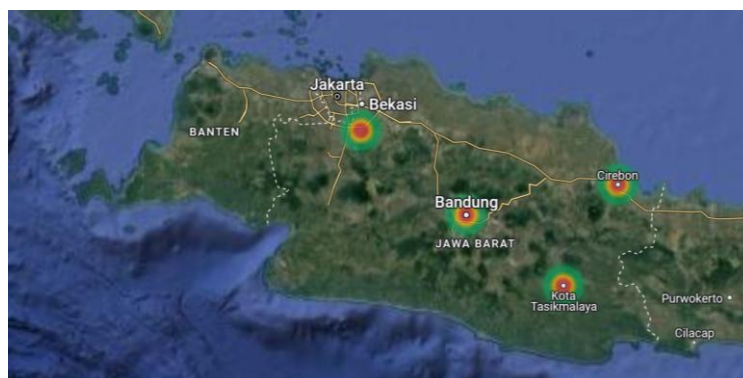 Jakarta
Bekasi
BANTEN
Cirebon
Bandung
JAWA BARAT
Kota
Tasikmalaya
Purwokerto
Cilacap